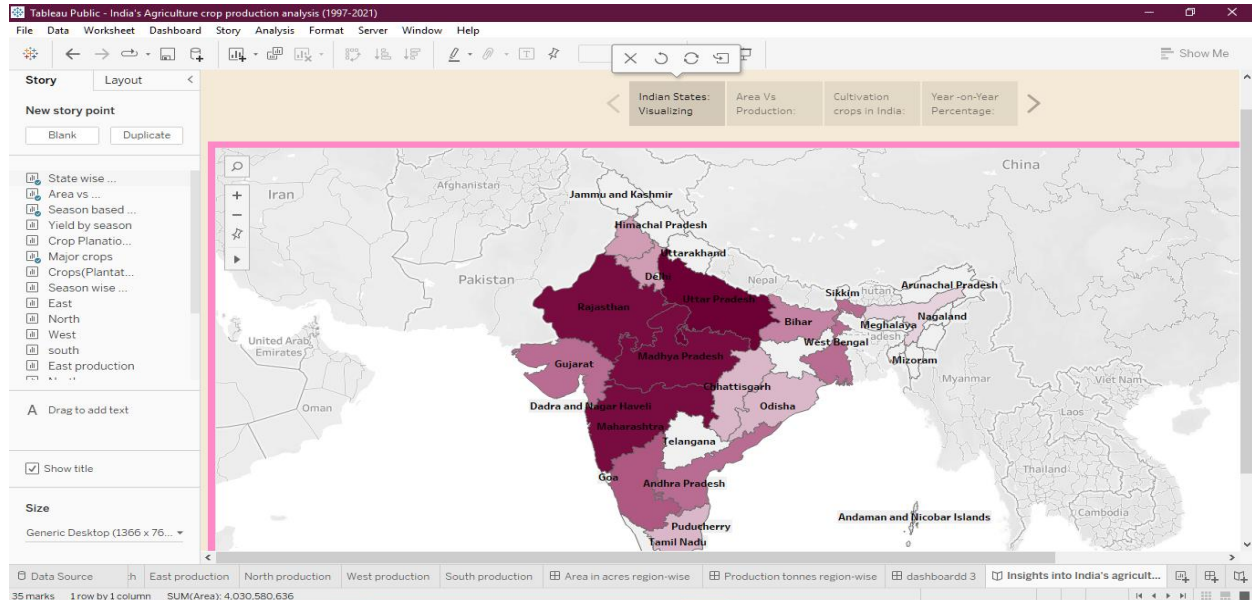 Tableau Public - India's Agriculture crop production analysis (1997-2021)
File Data Worksheet Dashboard Story Analysis Format Server Window Help
Show Me
Story Layout
New story point
Blank Duplicate
State wise ...
Area vs ...
Season based ...
Yield by season
Crop Planatio...
Major crops
Crops(Plantat...
Season wise ...
East
North
West
south
East production
A Drag to add text
Show title
Size
Generic Desktop (1366 x 76...
Indian States:
Visualizing
Area Vs
Production:
Cultivation
crops in India:
Year -on-Year
Percentage:
China
Iran
Afghanistan
Jammu and Kashmir
Himachal Pradesh
Uttarakhand
Pakistan
Delhi
Nepal
Arunachal Pradesh
Sikkim
Rajasthan
Uttar Pradesh
Bihar
Nagaland
Meghalaya
United Arab
Emirates
West Bengal
Gujarat
Madhya Pradesh
Mizoram
Myanmar
Viet Nam
Chhattisgarh
Oman
Dadra and Nagar Haveli
Odisha
Laos
Maharashtra
Telangana
Thailand
Goa
Andhra Pradesh
Cambodia
Andaman and Nicobar Islands
Puducherry
Tamil Nadu
Data Source East production North production West production South production Area in acres region-wise Production tonnes region-wise dashboardd 3 Insights into India's agricult...
35 marks 1 row by 1 column SUM(Area): 4,030,580,636